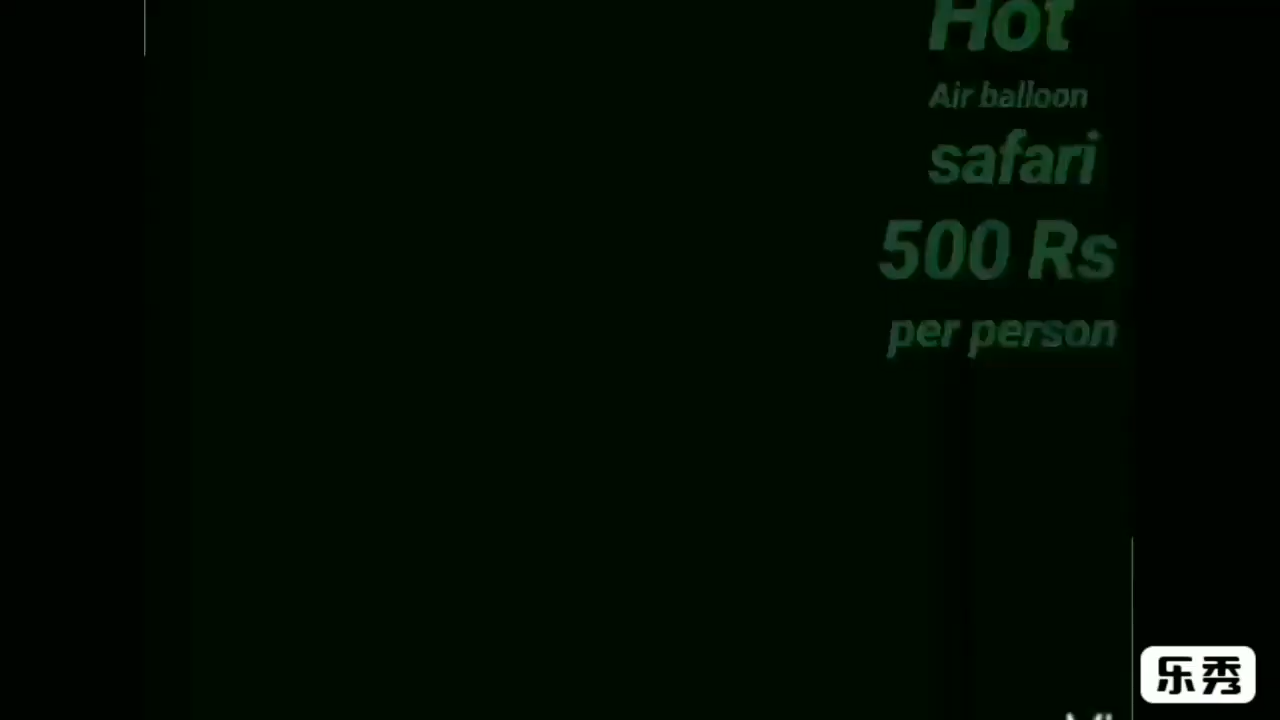 Hot
Air balloon
safari
500 Rs
per person
乐秀